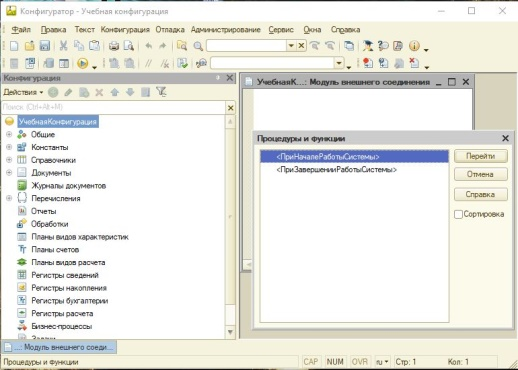 Конфигуратор - Учебная конфигурация
Файл Правка Текст Конфигурация Отладка Администрирование Сервис Окна Справка
Конфигурация
Действия
Поиск (Ctrl+Alt+M)
УчебнаяКонфигурация
Общие
Константы
Справочники
Документы
Журналы документов
Перечисления
Отчеты
Обработки
Планы видов характеристик
Планы счетов
Планы видов расчета
Регистры сведений
Регистры накопления
Регистры бухгалтерии
Регистры расчета
Бизнес-процессы
Задачи
УчебнаяК...: Модуль внешнего соединения
Процедуры и функции
<ПриНачалеРаботыСистемы>
<ПриЗавершенииРаботыСистемы>
Перейти
Отмена
Справка
Сортировка
...: Модуль внешнего соеди...
Процедуры и функции
CAP NUM OVR ru Стр: 1 Кол: 1